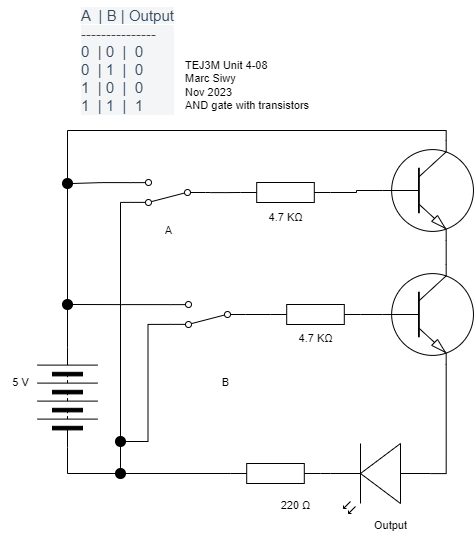 A | B | Output
---------------
0 | 0 | 0
0 | 1 | 0
1 | 0 | 0
1 | 1 | 1
TEJ3M Unit 4-08
Marc Siwy
Nov 2023
AND gate with transistors
4.7 KΩ
A
4.7 KΩ
5 V
B
220 Ω
Output